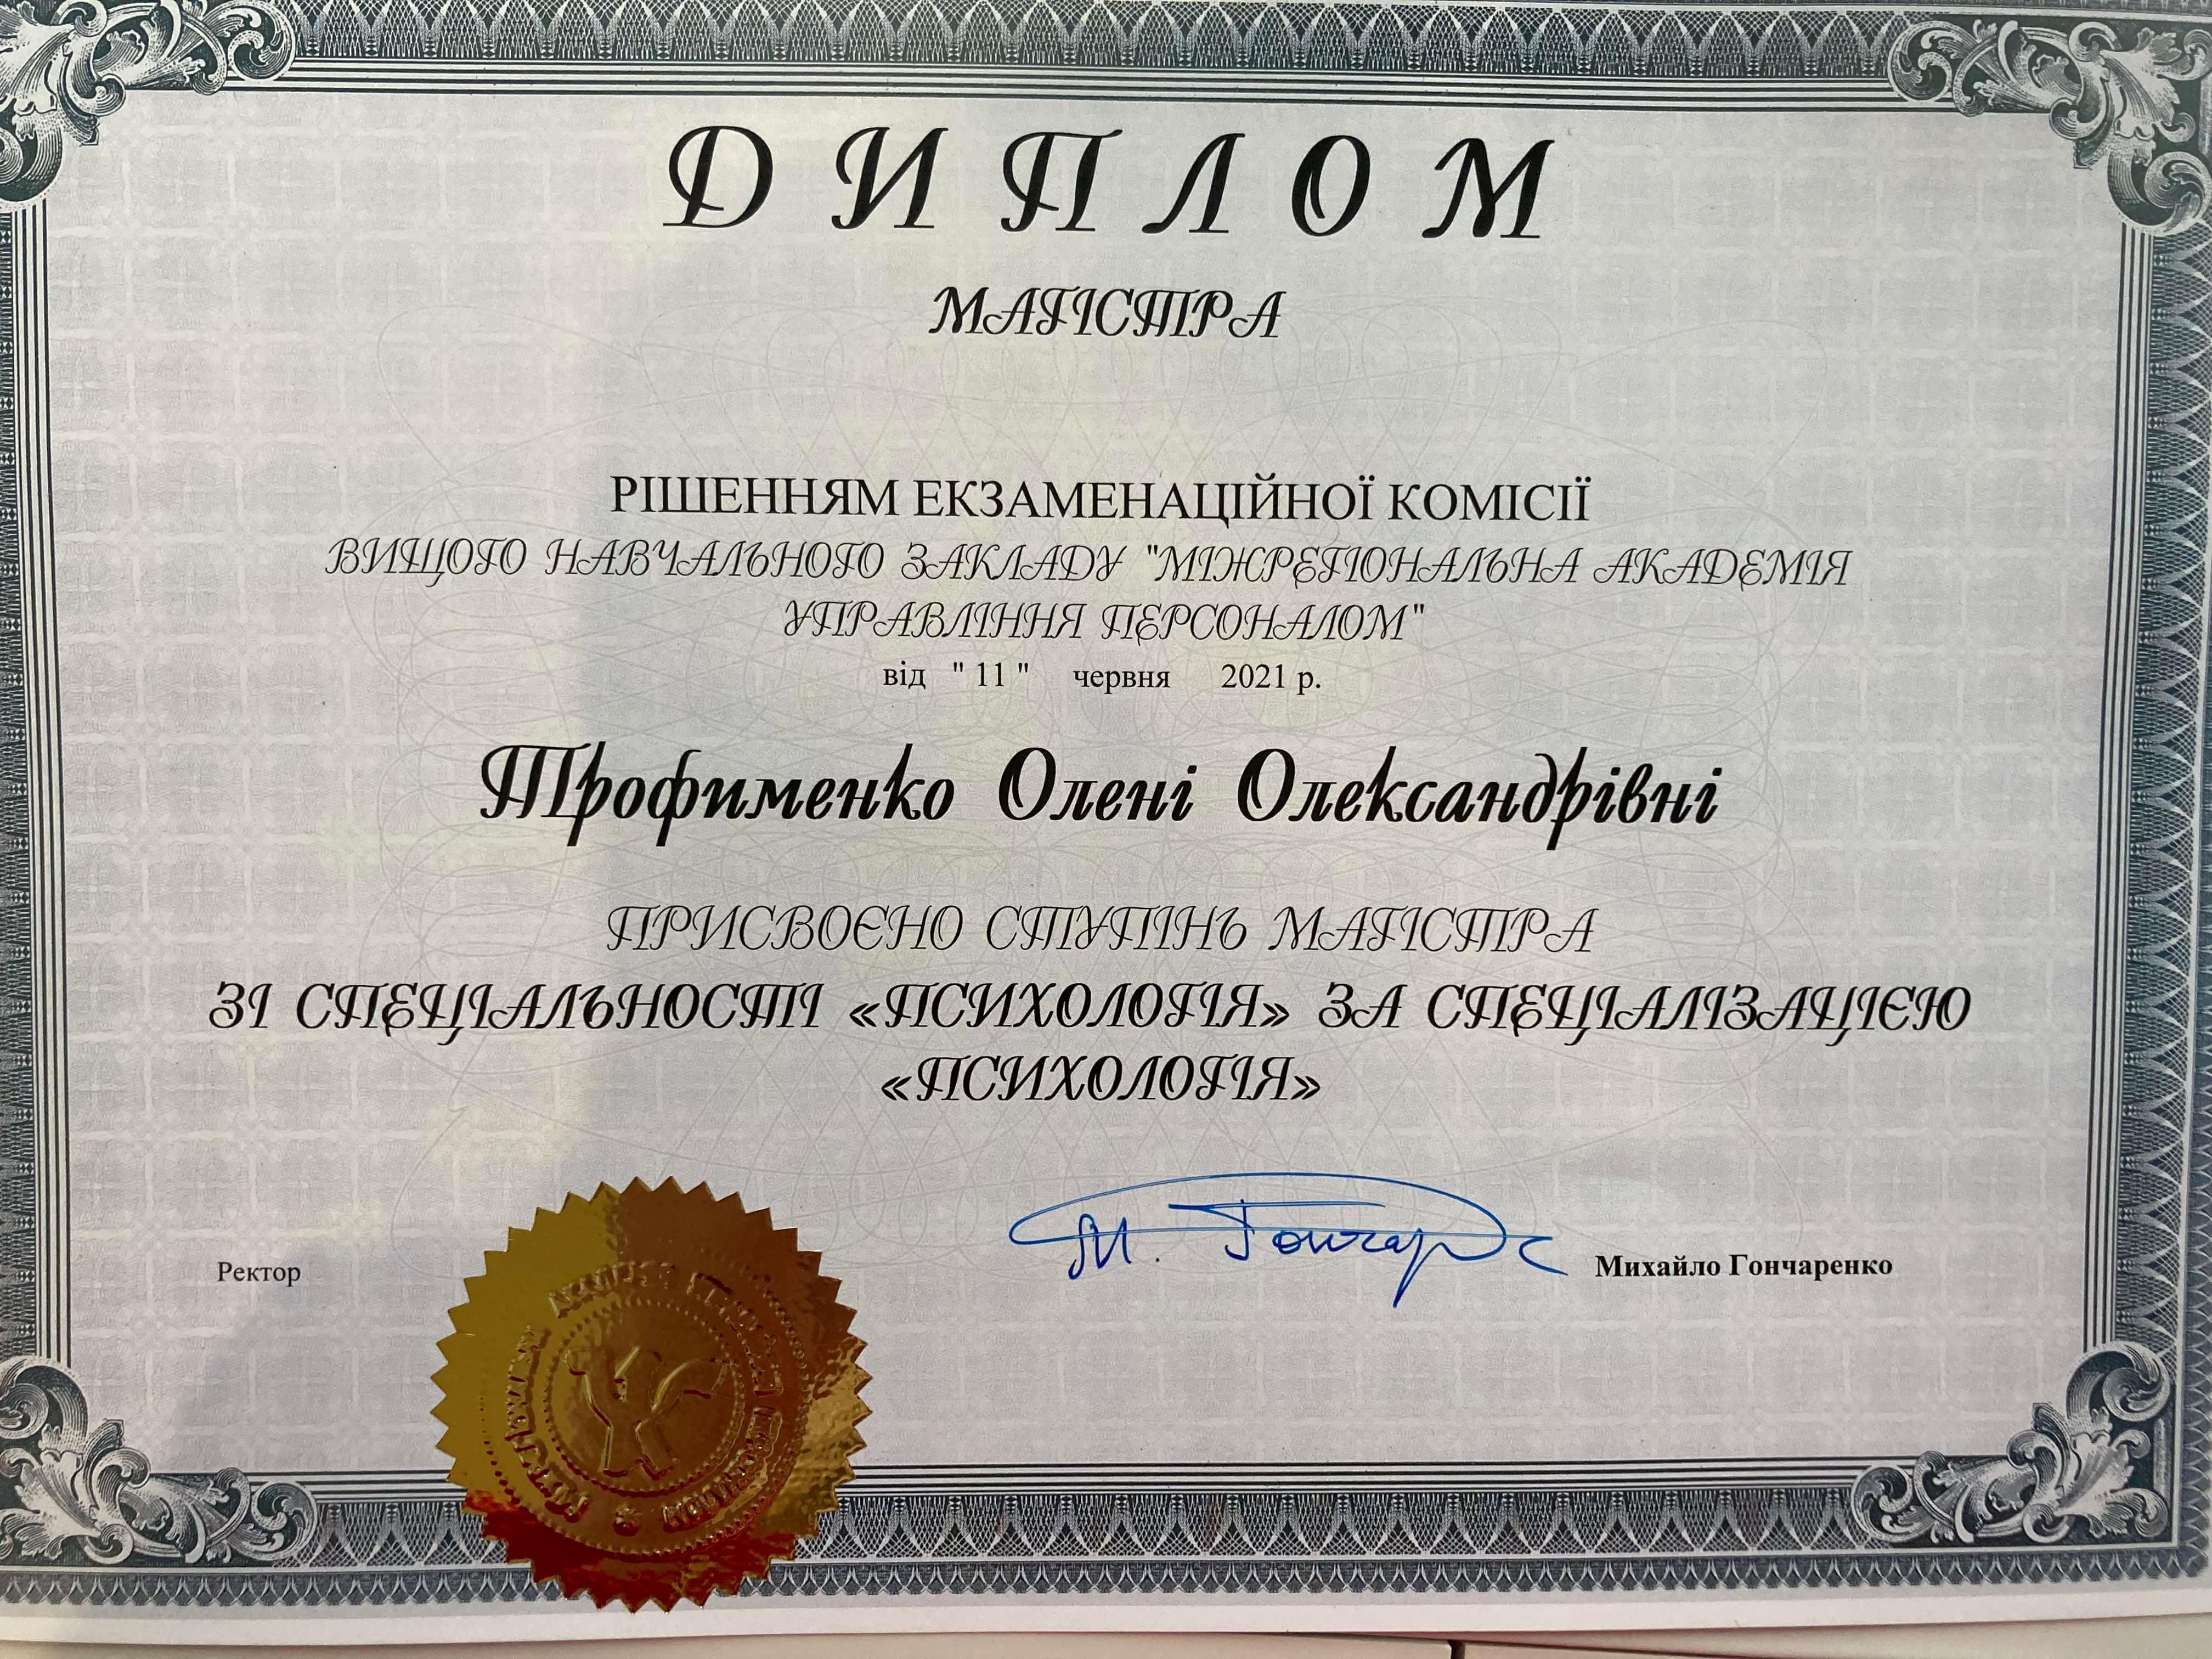 ДИПЛОМ
МАГІСТРА
РІШЕННЯМ ЕКЗАМЕНАЦІЙНОЇ КОМІСІЇ
ВИЩОГО НАВЧАЛЬНОГО ЗАКЛАДУ "МІЖРЕГІОНАЛЬНА АКАДЕМІЯ
УПРАВЛІННЯ ПЕРСОНАЛОМ"
від " 11 " червня 2021 р.
Трофименко Олені Олександрівні
ПРИСВОЄНО СТУПІНЬ МАГІСТРА
ЗІ СПЕЦІАЛЬНОСТІ «ПСИХОЛОГІЯ» ЗА СПЕЦІАЛІЗАЦІЄЮ
«ПСИХОЛОГІЯ»
М. Гончар
Ректор
Михайло Гончаренко